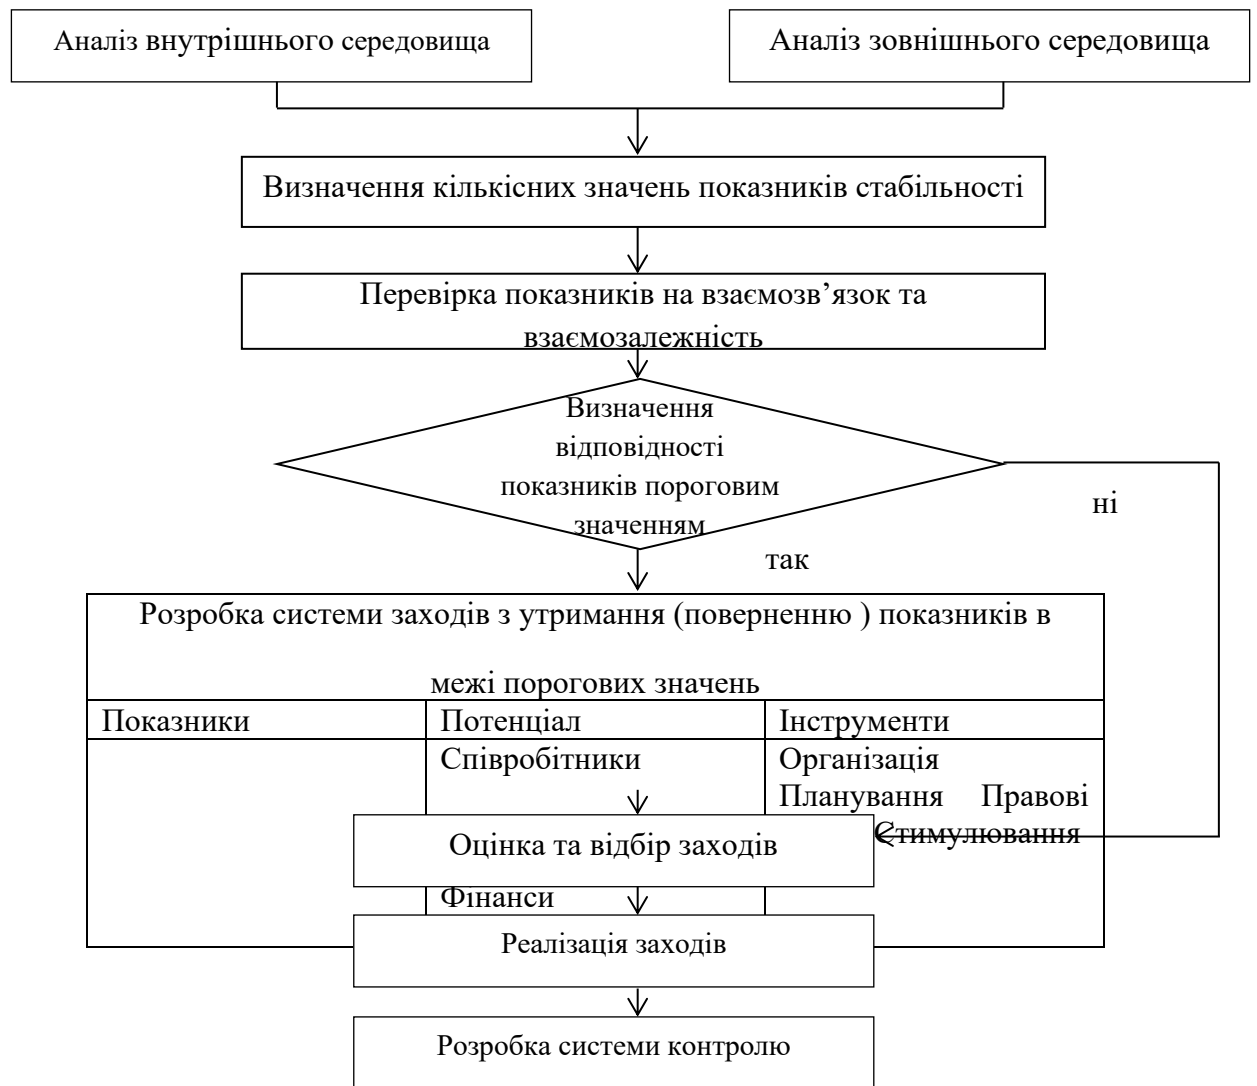 Аналіз внутрішнього середовища
Аналіз зовнішнього середовища
Визначення кількісних значень показників стабільності
Перевірка показників на взаємозв’язок та
взаємозалежність
Визначення
відповідності
показників пороговим
значенням
ні
так
Розробка системи заходів з утримання (поверненню ) показників в
межі порогових значень
Показники
Потенціал
Інструменти
Співробітники
Організація
Планування Правові
Стимулювання
Оцінка та відбір заходів
Фінанси
Реалізація заходів
Розробка системи контролю